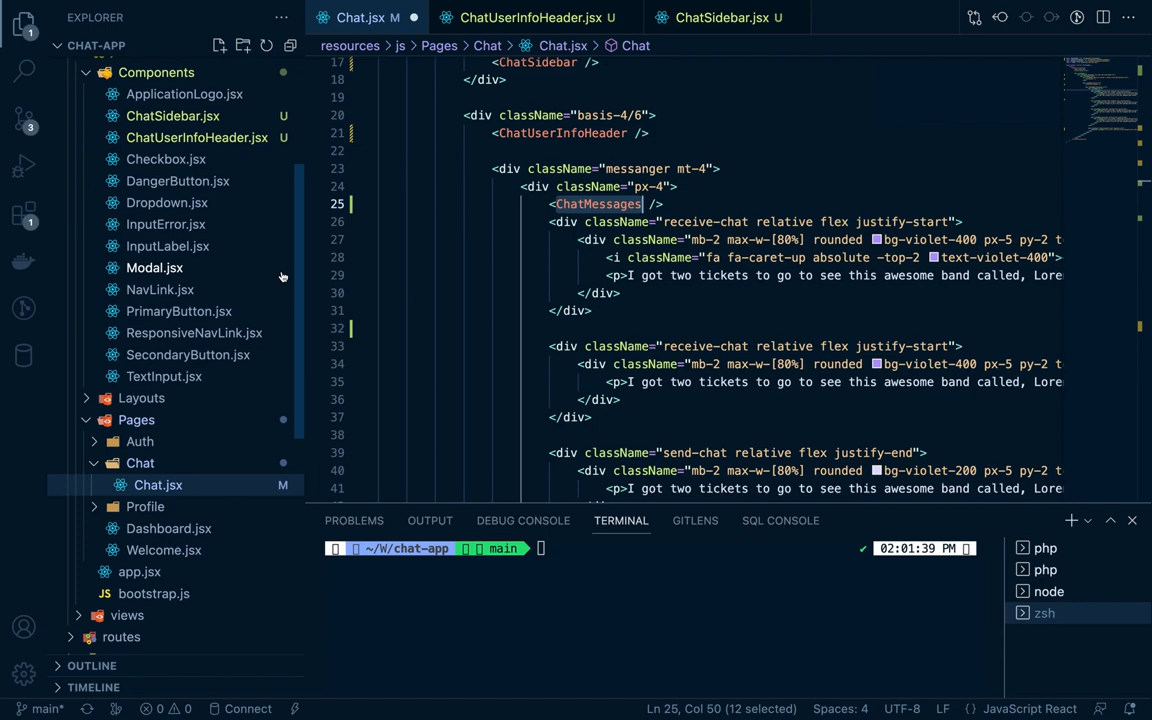 EXPLORER
CHAT-APP
Components
ApplicationLogo.jsx
ChatSidebar.jsx U
ChatUserInfoHeader.jsx U
Checkbox.jsx
DangerButton.jsx
Dropdown.jsx
InputError.jsx
InputLabel.jsx
Modal.jsx
NavLink.jsx
PrimaryButton.jsx
ResponsiveNavLink.jsx
SecondaryButton.jsx
TextInput.jsx
Layouts
Pages
Auth
Chat
Chat.jsx M
Profile
Dashboard.jsx
Welcome.jsx
app.jsx
JS bootstrap.js
views
routes
OUTLINE
TIMELINE
1
3
1
Chat.jsx M
ChatUserInfoHeader.jsx U
ChatSidebar.jsx U
resources > js > Pages > Chat > Chat.jsx > Chat
17 <ChatSidebar />
18 </div>
19
20 <div className="basis-4/6">
21 <ChatUserInfoHeader />
22
23 <div className="messanger mt-4">
24 <div className="px-4">
25 <ChatMessages />
26 <div className="receive-chat relative flex justify-start">
27 <div className="mb-2 max-w-[80%] rounded bg-violet-400 px-5 py-2 t
28 <i className="fa fa-caret-up absolute -top-2 text-violet-400">
29 <p>I got two tickets to go to see this awesome band called, Lorem
30 </div>
31 </div>
32
33 <div className="receive-chat relative flex justify-start">
34 <div className="mb-2 max-w-[80%] rounded bg-violet-400 px-5 py-2 t
35 <p>I got two tickets to go to see this awesome band called, Lorem
36 </div>
37 </div>
38
39 <div className="send-chat relative flex justify-end">
40 <div className="mb-2 max-w-[80%] rounded bg-violet-200 px-5 py-2 t
41 <p>I got two tickets to go to see this awesome band called, Lorem
PROBLEMS OUTPUT DEBUG CONSOLE TERMINAL GITLENS SQL CONSOLE
~/W/chat-app main ✔ 02:01:39 PM
php
php
node
zsh
main* 0 0 Connect Ln 25, Col 50 (12 selected) Spaces: 4 UTF-8 LF {} JavaScript React